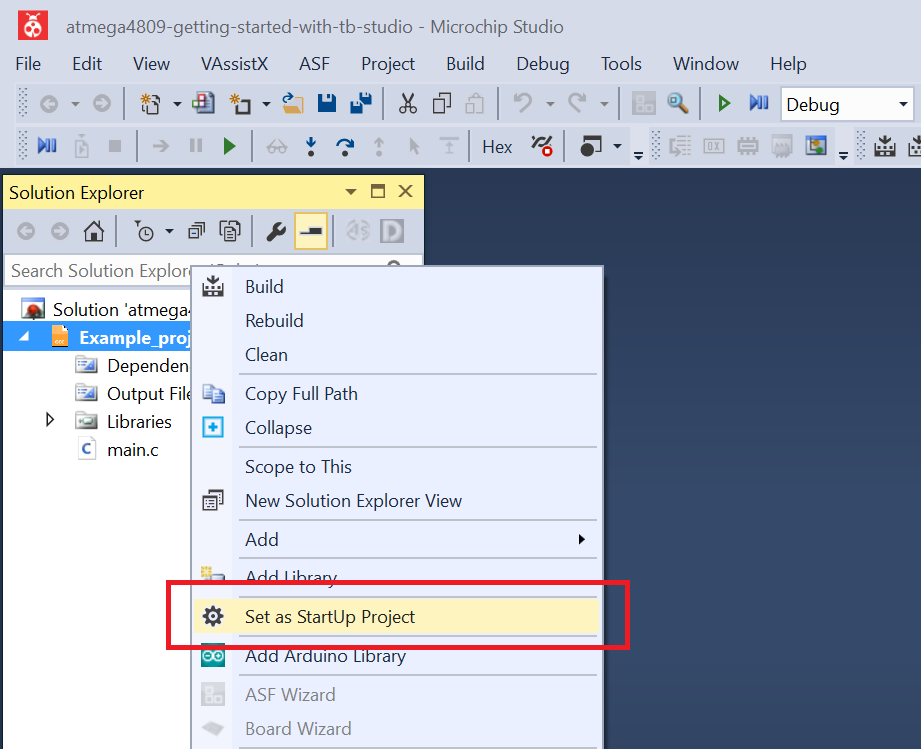 atmega4809-getting-started-with-tb-studio - Microchip Studio
File Edit View VAssistX ASF Project Build Debug Tools Window Help
Debug
Hex
Solution Explorer
Search Solution Explore
Solution 'atmega4
Example_proj
Dependen
Output File
Libraries
main.c
Build
Rebuild
Clean
Copy Full Path
Collapse
Scope to This
New Solution Explorer View
Add
Add Library
Set as StartUp Project
Add Arduino Library
ASF Wizard
Board Wizard